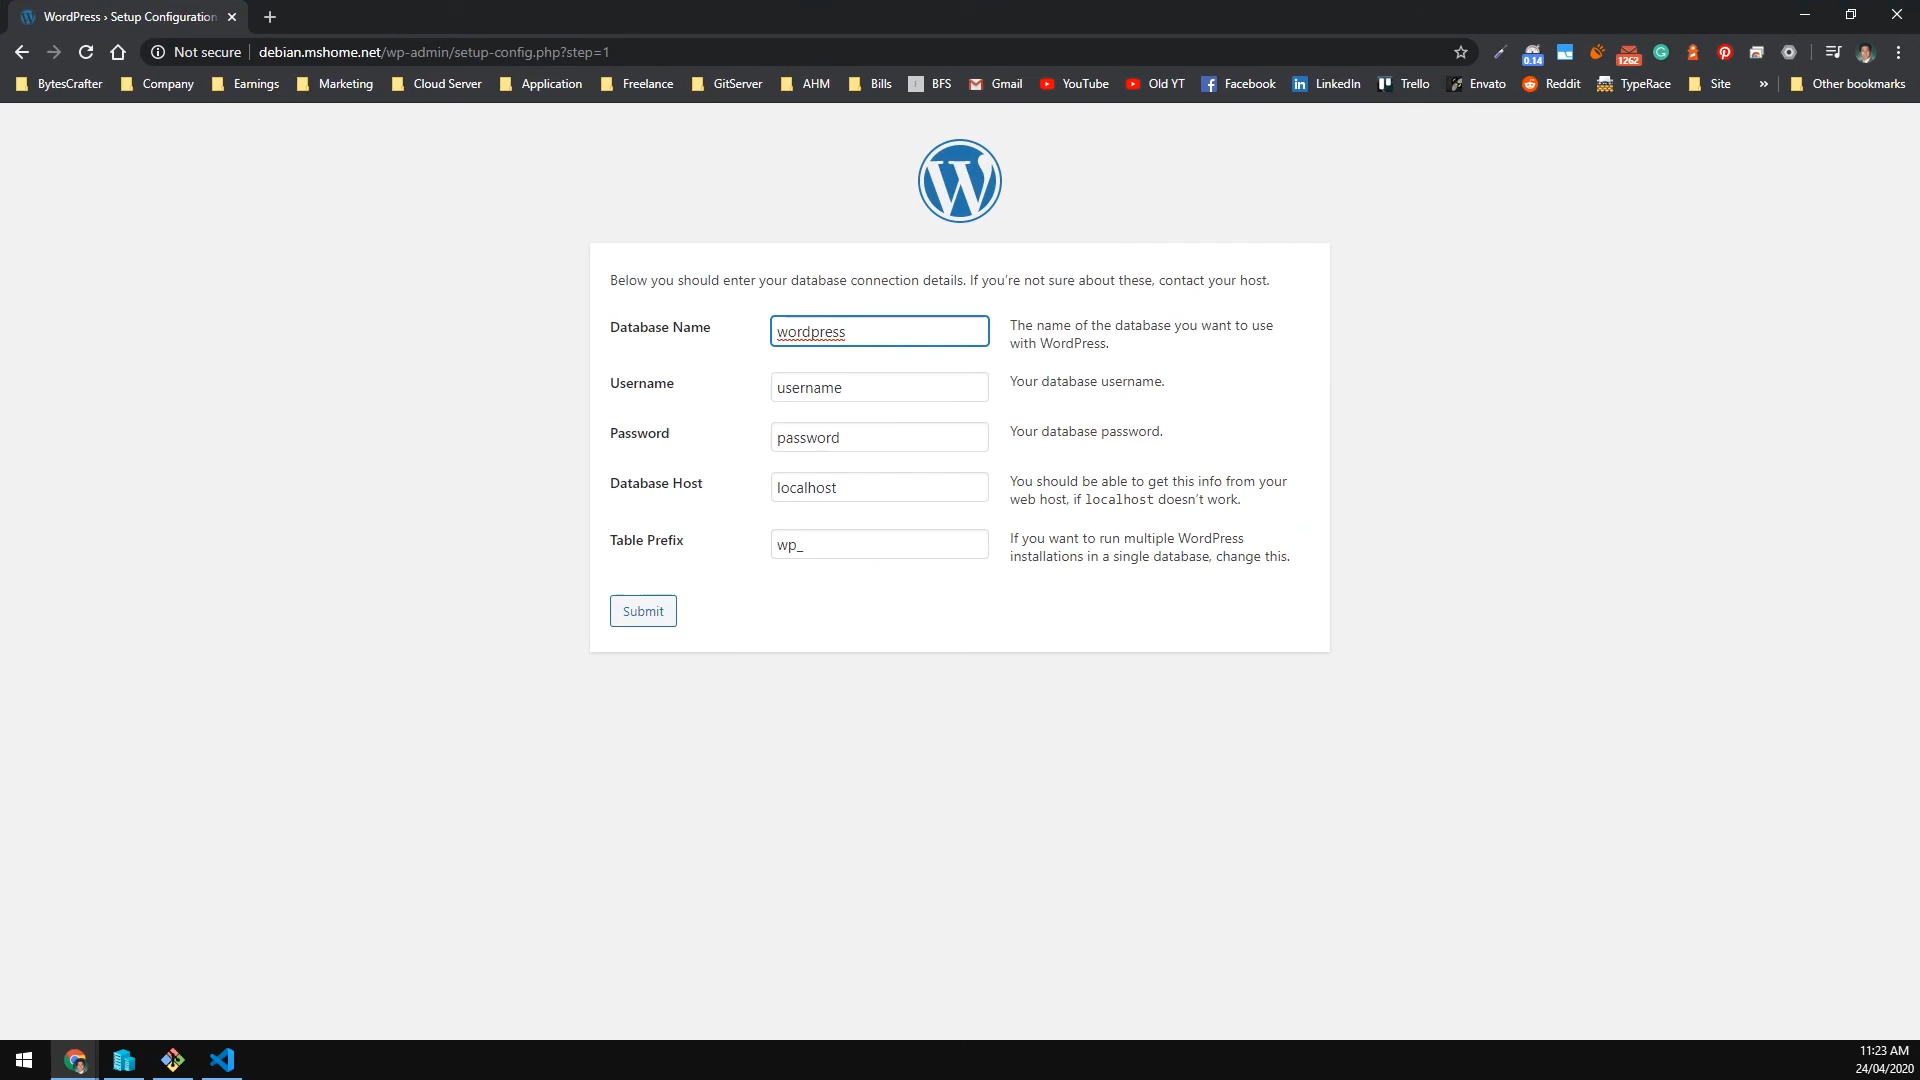 WordPress › Setup Configuration
Not secure
debian.mshome.net/wp-admin/setup-config.php?step=1
0.14
1262
BytesCrafter
Company
Earnings
Marketing
Cloud Server
Application
Freelance
GitServer
AHM
Bills
BFS
Gmail
YouTube
Old YT
Facebook
LinkedIn
Trello
Envato
Reddit
TypeRace
Site
»
Other bookmarks
Below you should enter your database connection details. If you’re not sure about these, contact your host.
Database Name
wordpress
The name of the database you want to use
with WordPress.
Username
username
Your database username.
Password
password
Your database password.
Database Host
localhost
You should be able to get this info from your
web host, if localhost doesn’t work.
Table Prefix
wp_
If you want to run multiple WordPress
installations in a single database, change this.
Submit
11:23 AM
24/04/2020